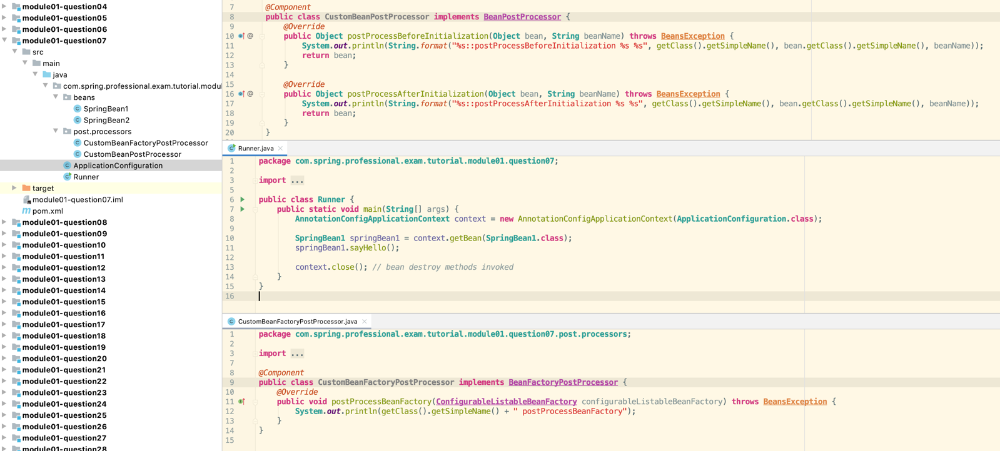 module01-question04
module01-question05
module01-question06
module01-question07
src
main
java
com.spring.professional.exam.tutorial.modul
beans
SpringBean1
SpringBean2
post.processors
CustomBeanFactoryPostProcessor
CustomBeanPostProcessor
ApplicationConfiguration
Runner
target
module01-question07.iml
pom.xml
module01-question08
module01-question09
module01-question10
module01-question11
module01-question12
module01-question13
module01-question14
module01-question15
module01-question16
module01-question17
module01-question18
module01-question19
module01-question20
module01-question21
module01-question22
module01-question23
module01-question24
module01-question25
module01-question26
module01-question27
module01-question28
7 @Component
8 public class CustomBeanPostProcessor implements BeanPostProcessor {
9 @Override
10 @ public Object postProcessBeforeInitialization(Object bean, String beanName) throws BeansException {
11 System.out.println(String.format("%s::postProcessBeforeInitialization %s %s", getClass().getSimpleName(), bean.getClass().getSimpleName(), beanName));
12 return bean;
13 }
14
15 @Override
16 @ public Object postProcessAfterInitialization(Object bean, String beanName) throws BeansException {
17 System.out.println(String.format("%s::postProcessAfterInitialization %s %s", getClass().getSimpleName(), bean.getClass().getSimpleName(), beanName));
18 return bean;
19 }
20 }
Runner.java
1 package com.spring.professional.exam.tutorial.module01.question07;
2
3 import ...
5
6 public class Runner {
7 public static void main(String[] args) {
8 AnnotationConfigApplicationContext context = new AnnotationConfigApplicationContext(ApplicationConfiguration.class);
9
10 SpringBean1 springBean1 = context.getBean(SpringBean1.class);
11 springBean1.sayHello();
12
13 context.close(); // bean destroy methods invoked
14 }
15 }
16
CustomBeanFactoryPostProcessor.java
1 package com.spring.professional.exam.tutorial.module01.question07.post.processors;
2
3 import ...
7
8 @Component
9 public class CustomBeanFactoryPostProcessor implements BeanFactoryPostProcessor {
10 @Override
11 public void postProcessBeanFactory(ConfigurableListableBeanFactory configurableListableBeanFactory) throws BeansException {
12 System.out.println(getClass().getSimpleName() + " postProcessBeanFactory");
13 }
14 }
15